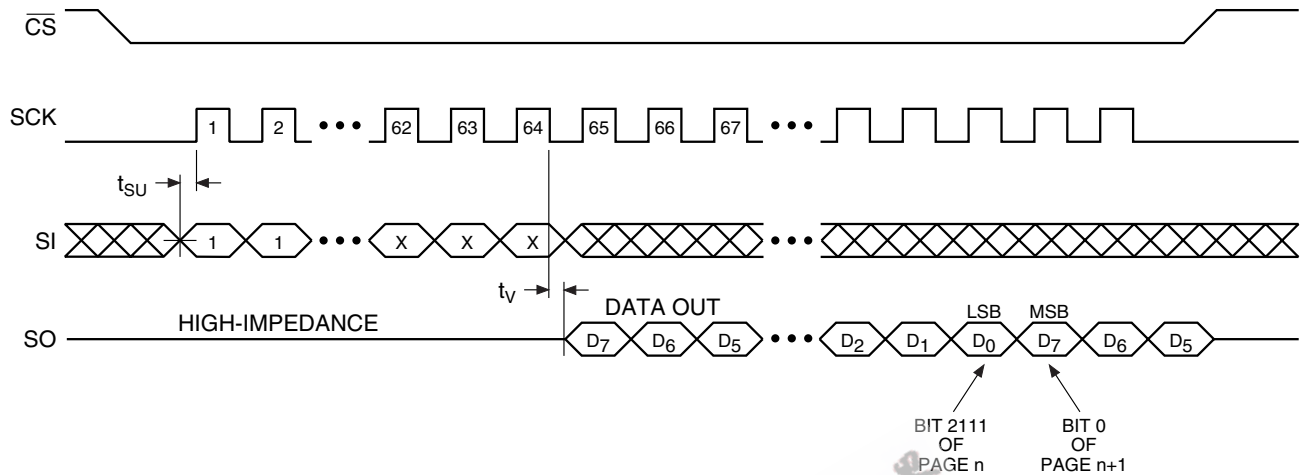 CS
SCK
1 2 ••• 62 63 64 65 66 67 •••
tSU
SI
1 1 ••• X X X •••
tV
DATA OUT
HIGH-IMPEDANCE
LSB MSB
SO
D7 D6 D5 ••• D2 D1 D0 D7 D6 D5
BIT 2111
OF
PAGE n
BIT 0
OF
PAGE n+1